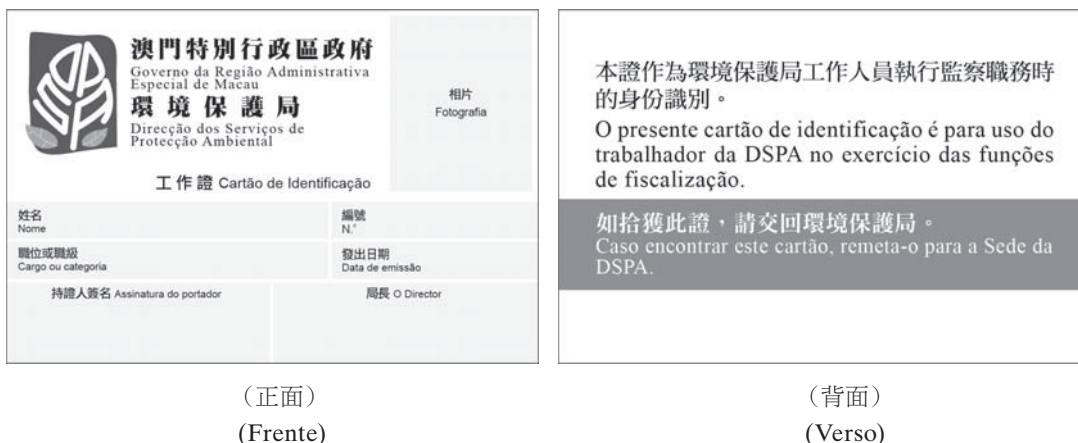 澳門特別行政區政府
Governo da Região Administrativa
Especial de Macau
環境保護局
Direcção dos Serviços de
Protecção Ambiental
相片
Fotografia
工作證 Cartão de Identificação
姓名
Nome
編號
N.°
職位或職級
Cargo ou categoria
發出日期
Data de emissão
持證人簽名 Assinatura do portador
局長 O Director
(正面)
(Frente)
本證作為環境保護局工作人員執行監察職務時
的身份識別。
O presente cartão de identificação é para uso do
trabalhador da DSPA no exercício das funções
de fiscalização.
如拾獲此證,請交回環境保護局。
Caso encontrar este cartão, remeta-o para a Sede da
DSPA.
(背面)
(Verso)